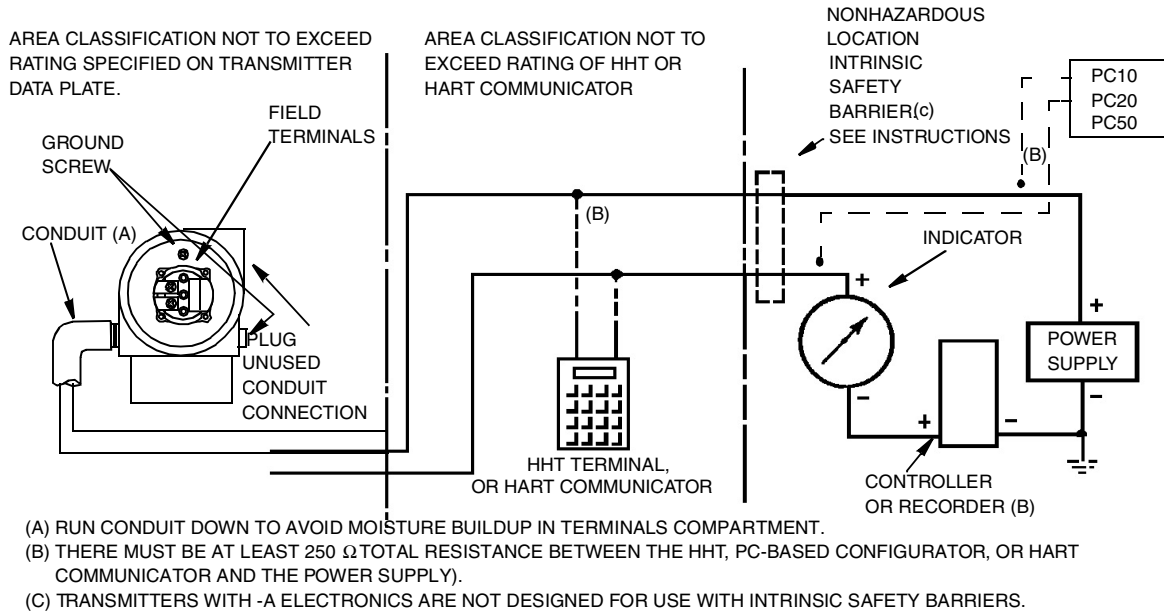 AREA CLASSIFICATION NOT TO EXCEED
RATING SPECIFIED ON TRANSMITTER
DATA PLATE.
AREA CLASSIFICATION NOT TO
EXCEED RATING OF HHT OR
HART COMMUNICATOR
NONHAZARDOUS
LOCATION
INTRINSIC
SAFETY
BARRIER(c)
SEE INSTRUCTIONS
PC10
PC20
PC50
(B)
FIELD
TERMINALS
GROUND
SCREW
CONDUIT (A)
PLUG
UNUSED
CONDUIT
CONNECTION
(B)
HHT TERMINAL,
OR HART COMMUNICATOR
INDICATOR
+
-
+
-
CONTROLLER
OR RECORDER (B)
+
POWER
SUPPLY
-
(A) RUN CONDUIT DOWN TO AVOID MOISTURE BUILDUP IN TERMINALS COMPARTMENT.
(B) THERE MUST BE AT LEAST 250 Ω TOTAL RESISTANCE BETWEEN THE HHT, PC-BASED CONFIGURATOR, OR HART
COMMUNICATOR AND THE POWER SUPPLY).
(C) TRANSMITTERS WITH -A ELECTRONICS ARE NOT DESIGNED FOR USE WITH INTRINSIC SAFETY BARRIERS.